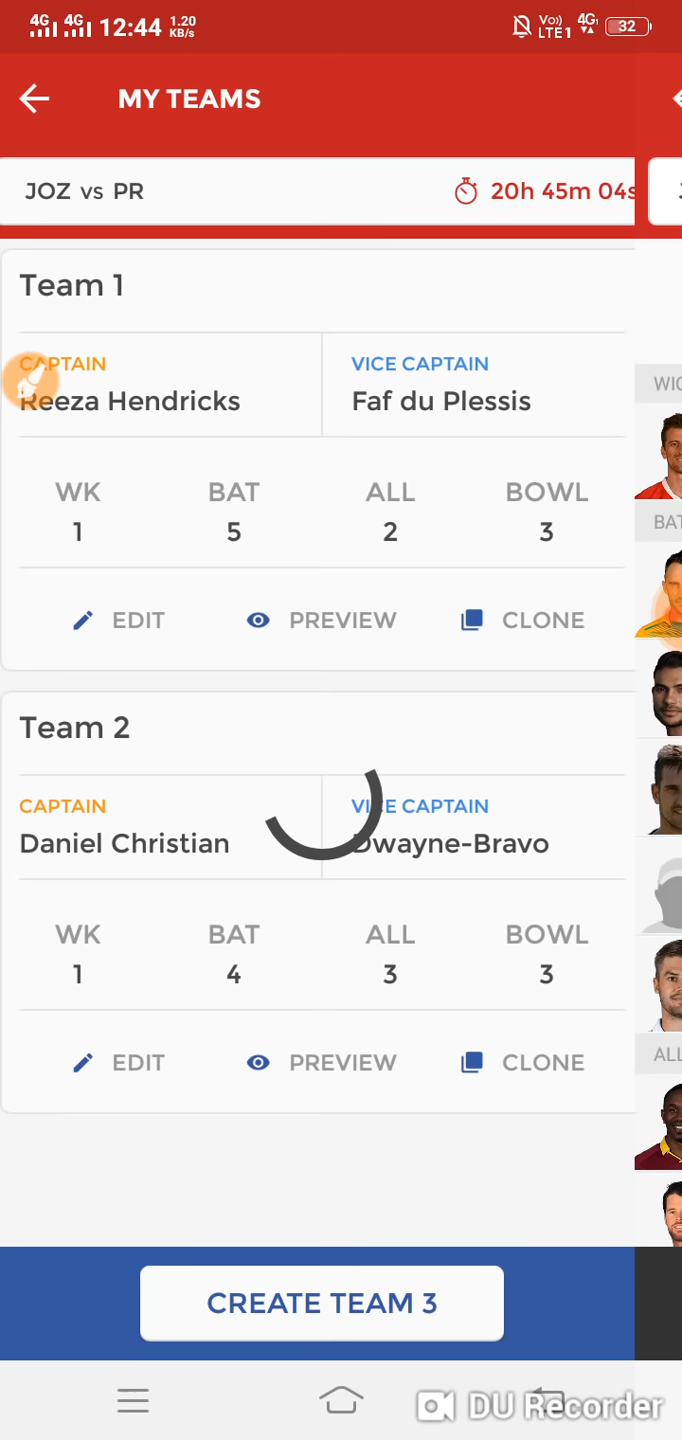 4G 4G 12:44 1.20 KB/s Vo)) LTE1 4G 32
MY TEAMS
JOZ vs PR 20h 45m 04s
Team 1
CAPTAIN VICE CAPTAIN
Reeza Hendricks Faf du Plessis
WK BAT ALL BOWL
1 5 2 3
EDIT PREVIEW CLONE
Team 2
CAPTAIN VICE CAPTAIN
Daniel Christian Dwayne-Bravo
WK BAT ALL BOWL
1 4 3 3
EDIT PREVIEW CLONE
CREATE TEAM 3
WIC
BAT
ALL
DU Recorder